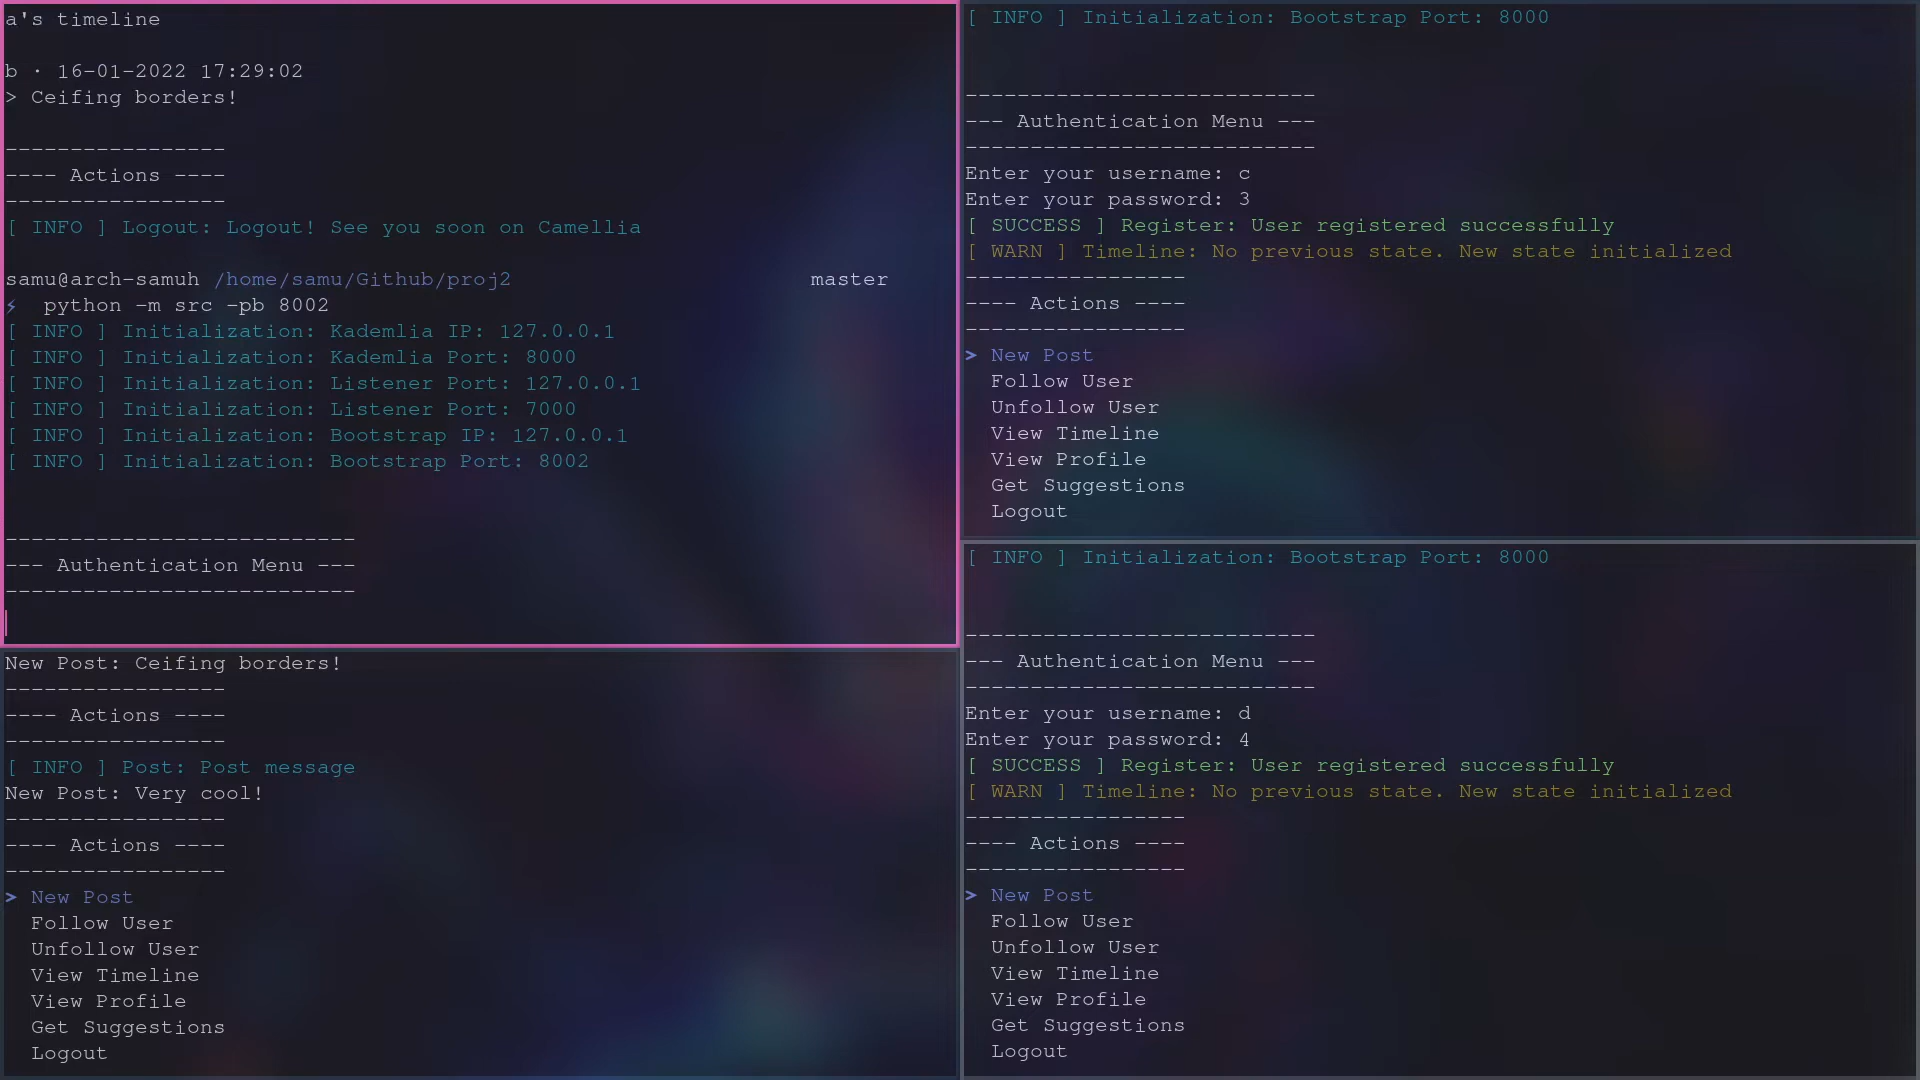 a's timeline
b · 16-01-2022 17:29:02
> Ceifing borders!
-----------------
---- Actions ----
-----------------
[ INFO ] Logout: Logout! See you soon on Camellia
samu@arch-samuh /home/samu/Github/proj2 master
⚡ python -m src -pb 8002
[ INFO ] Initialization: Kademlia IP: 127.0.0.1
[ INFO ] Initialization: Kademlia Port: 8000
[ INFO ] Initialization: Listener Port: 127.0.0.1
[ INFO ] Initialization: Listener Port: 7000
[ INFO ] Initialization: Bootstrap IP: 127.0.0.1
[ INFO ] Initialization: Bootstrap Port: 8002
---------------------------
--- Authentication Menu ---
---------------------------
New Post: Ceifing borders!
-----------------
---- Actions ----
-----------------
[ INFO ] Post: Post message
New Post: Very cool!
-----------------
---- Actions ----
-----------------
> New Post
Follow User
Unfollow User
View Timeline
View Profile
Get Suggestions
Logout
[ INFO ] Initialization: Bootstrap Port: 8000
---------------------------
--- Authentication Menu ---
---------------------------
Enter your username: c
Enter your password: 3
[ SUCCESS ] Register: User registered successfully
[ WARN ] Timeline: No previous state. New state initialized
-----------------
---- Actions ----
-----------------
> New Post
Follow User
Unfollow User
View Timeline
View Profile
Get Suggestions
Logout
[ INFO ] Initialization: Bootstrap Port: 8000
---------------------------
--- Authentication Menu ---
---------------------------
Enter your username: d
Enter your password: 4
[ SUCCESS ] Register: User registered successfully
[ WARN ] Timeline: No previous state. New state initialized
-----------------
---- Actions ----
-----------------
> New Post
Follow User
Unfollow User
View Timeline
View Profile
Get Suggestions
Logout